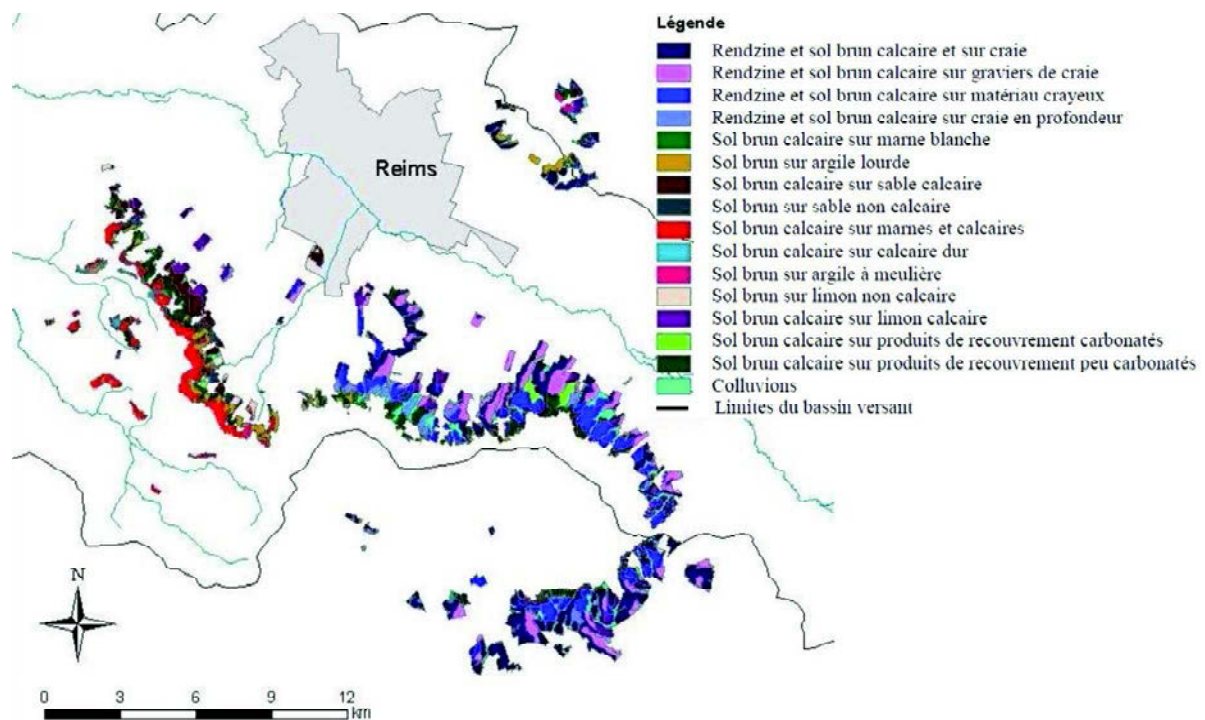 Légende
Rendzine et sol brun calcaire et sur craie
Rendzine et sol brun calcaire sur graviers de craie
Rendzine et sol brun calcaire sur matériau crayeux
Rendzine et sol brun calcaire sur craie en profondeur
Sol brun calcaire sur marne blanche
Sol brun sur argile lourde
Sol brun calcaire sur sable calcaire
Sol brun sur sable non calcaire
Sol brun calcaire sur marnes et calcaires
Sol brun calcaire sur calcaire dur
Sol brun sur argile à meulière
Sol brun sur limon non calcaire
Sol brun calcaire sur limon calcaire
Sol brun calcaire sur produits de recouvrement carbonatés
Sol brun calcaire sur produits de recouvrement peu carbonatés
Colluvions
Limites du bassin versant
Reims
N
0 3 6 9 12
km